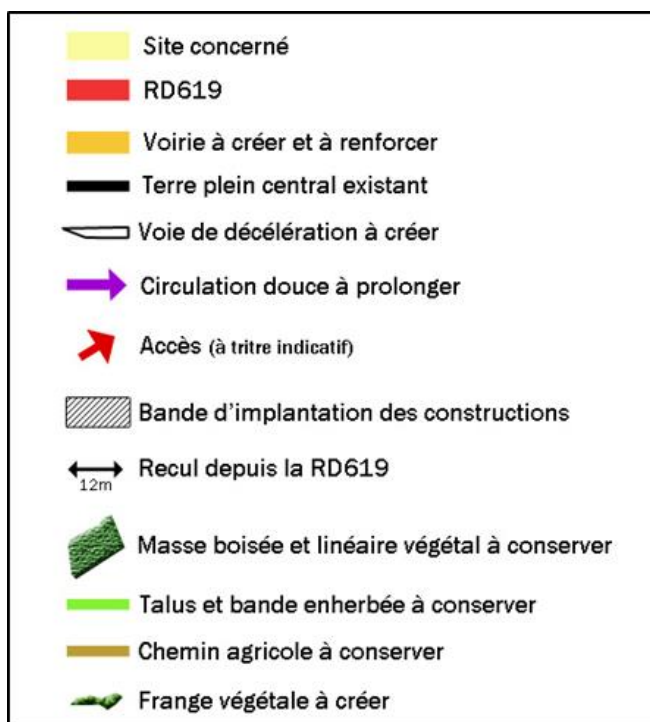 Site concerné
RD619
Voirie à créer et à renforcer
Terre plein central existant
Voie de décélération à créer
Circulation douce à prolonger
Accès (à tritre indicatif)
Bande d'implantation des constructions
Recul depuis la RD619
12m
Masse boisée et linéaire végétal à conserver
Talus et bande enherbée à conserver
Chemin agricole à conserver
Frange végétale à créer